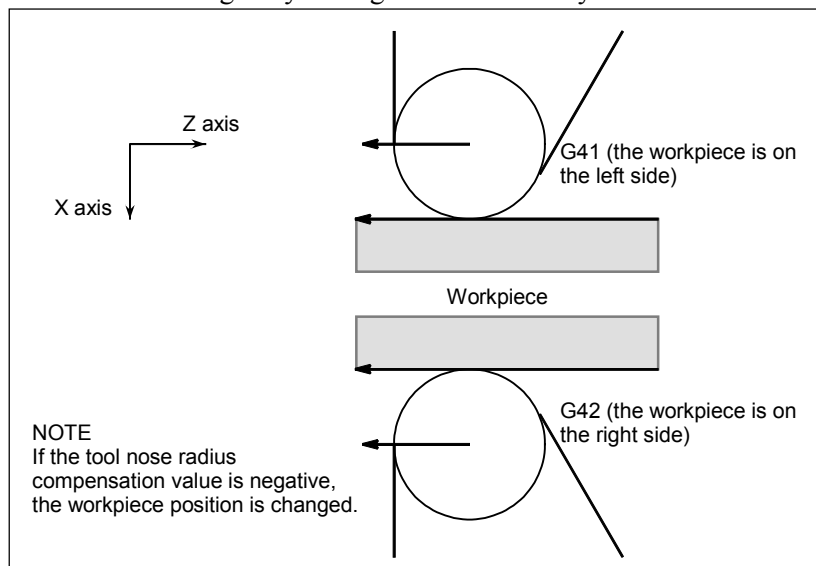 Z axis
X axis
G41 (the workpiece is on
the left side)
Workpiece
G42 (the workpiece is on
the right side)
NOTE
If the tool nose radius
compensation value is negative,
the workpiece position is changed.